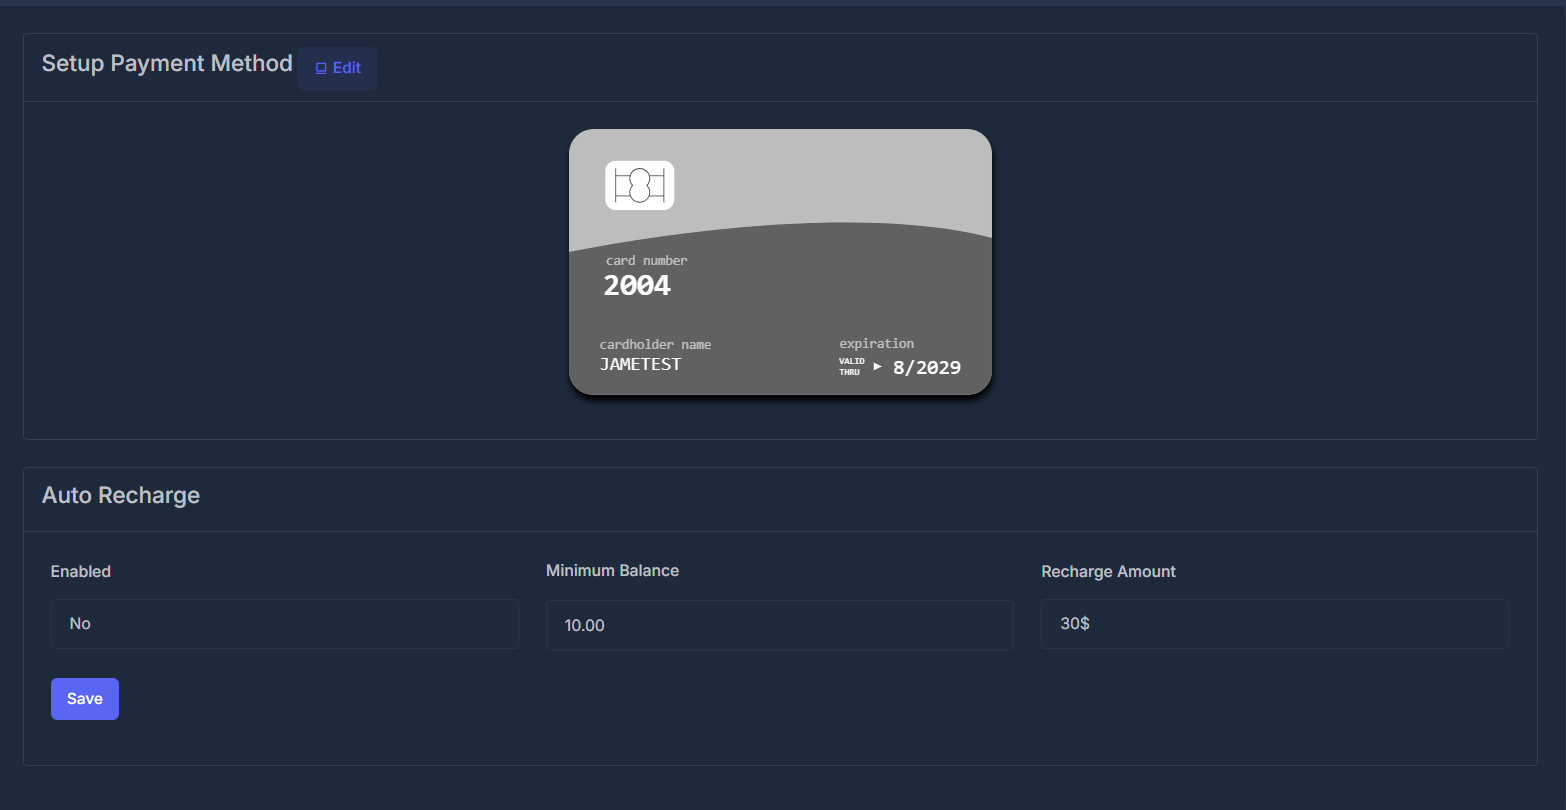 Setup Payment Method Edit
card number
2004
cardholder name
JAMETEST
expiration
VALID
THRU
8/2029
Auto Recharge
Enabled
No
Minimum Balance
10.00
Recharge Amount
30$
Save